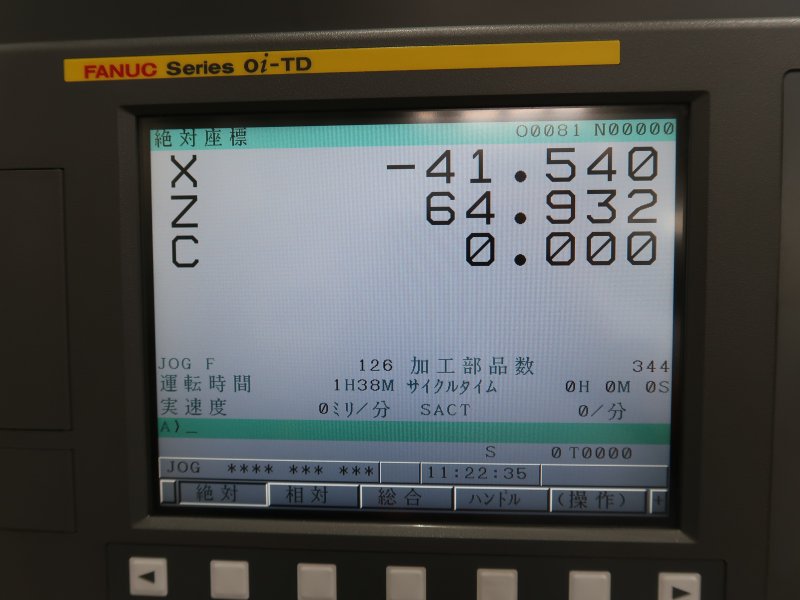 FANUC Series 0i-TD
絶対座標 O0081 N00000
X -41.540
Z 64.932
C 0.000
JOG F 126 加工部品数 344
運転時間 1H38M サイクルタイム 0H 0M 0S
実速度 0ミリ/分 SACT 0/分
A)_
S 0 T0000
JOG **** *** *** 11:22:35
絶対 相対 総合 ハンドル (操作) +